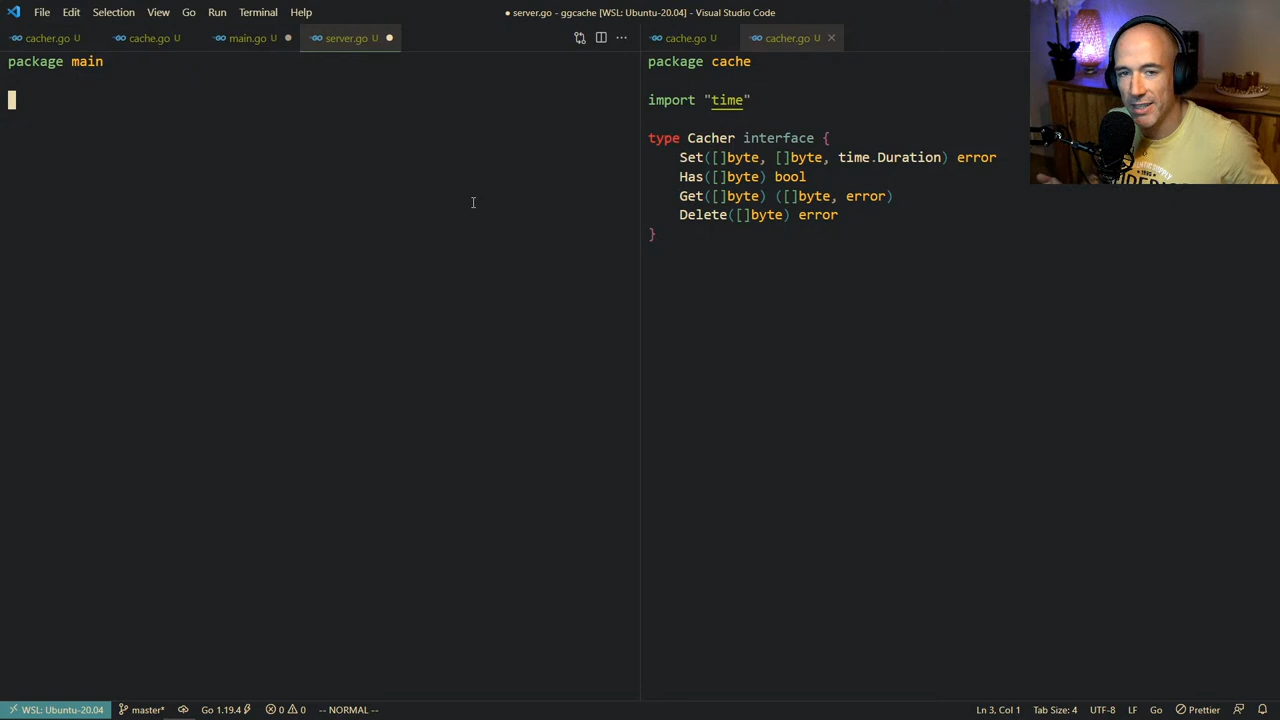 File Edit Selection View Go Run Terminal Help
● server.go - ggcache [WSL: Ubuntu-20.04] - Visual Studio Code
cacher.go U cache.go U main.go U ● server.go U ●
package main
cache.go U cacher.go U
package cache
import "time"
type Cacher interface {
Set([]byte, []byte, time.Duration) error
Has([]byte) bool
Get([]byte) ([]byte, error)
Delete([]byte) error
}
1995
WSL: Ubuntu-20.04 master* Go 1.19.4 0 0 -- NORMAL -- Ln 3, Col 1 Tab Size: 4 UTF-8 LF Go Prettier